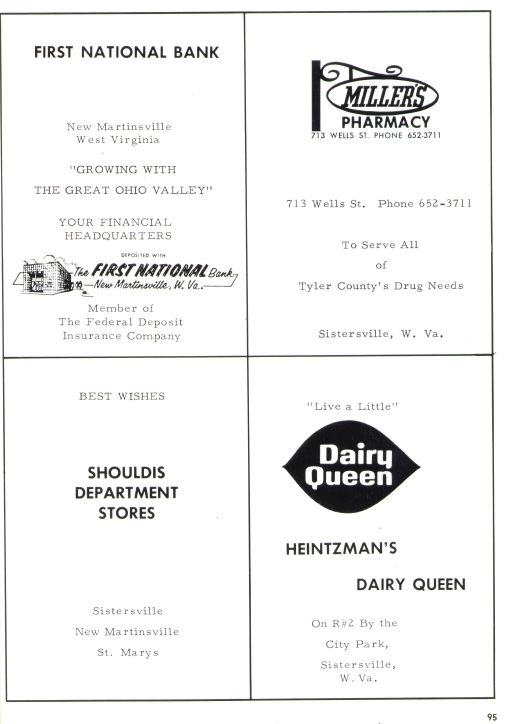 FIRST NATIONAL BANK
New Martinsville
West Virginia
"GROWING WITH
THE GREAT OHIO VALLEY"
YOUR FINANCIAL
HEADQUARTERS
DEPOSITED WITH
The FIRST NATIONAL Bank
New Martinsville, W. Va.
Member of
The Federal Deposit
Insurance Company
MILLER'S
PHARMACY
713 WELLS ST. PHONE 652-3711
713 Wells St. Phone 652-3711
To Serve All
of
Tyler County's Drug Needs
Sistersville, W. Va.
BEST WISHES
SHOULDIS
DEPARTMENT
STORES
Sistersville
New Martinsville
St. Marys
"Live a Little"
Dairy
Queen
HEINTZMAN'S
DAIRY QUEEN
On R#2 By the
City Park,
Sistersville,
W. Va.
95